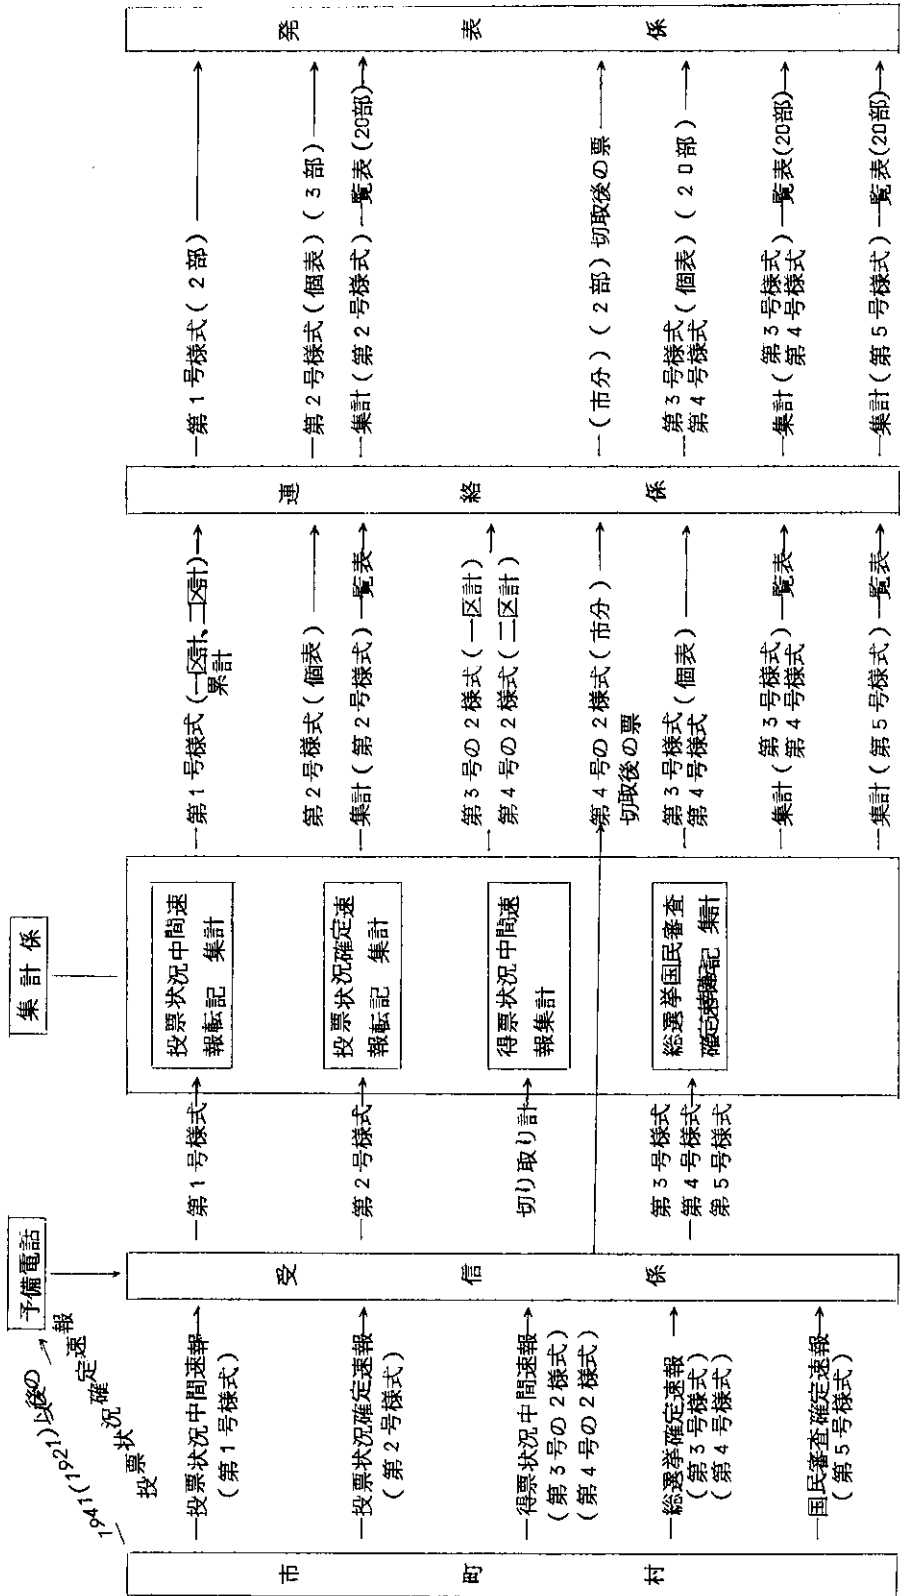 市町村
1941(1921)以後の
投票状況確定速報
予備電話
投票状況中間速報
(第1号様式)
投票状況確定速報
(第2号様式)
得票状況中間速報
(第3号の2様式)
(第4号の2様式)
総選挙確定速報
(第3号様式)
(第4号様式)
国民審査確定速報
(第5号様式)
受信係
第1号様式
第2号様式
切り取り計
第3号様式
第4号様式
第5号様式
集計係
投票状況中間速
報転記 集計
投票状況確定速
報転記 集計
得票状況中間速
報集計
総選挙国民審査
確定速報転記 集計
第1号様式(一区計、二区計)
累計
第2号様式(個表)
集計(第2号様式)一覧表
第3号の2様式(一区計)
第4号の2様式(二区計)
第4号の2様式(市分)
切取後の票
第3号様式(個表)
第4号様式
集計(第3号様式)一覧表
第4号様式
集計(第5号様式)一覧表
連絡係
第1号様式(2部)
第2号様式(個表)(3部)
集計(第2号様式)一覧表(20部)
(市分)(2部)切取後の票
第3号様式(個表)(20部)
第4号様式
集計(第3号様式)一覧表(20部)
第4号様式
集計(第5号様式)一覧表(20部)
発表係